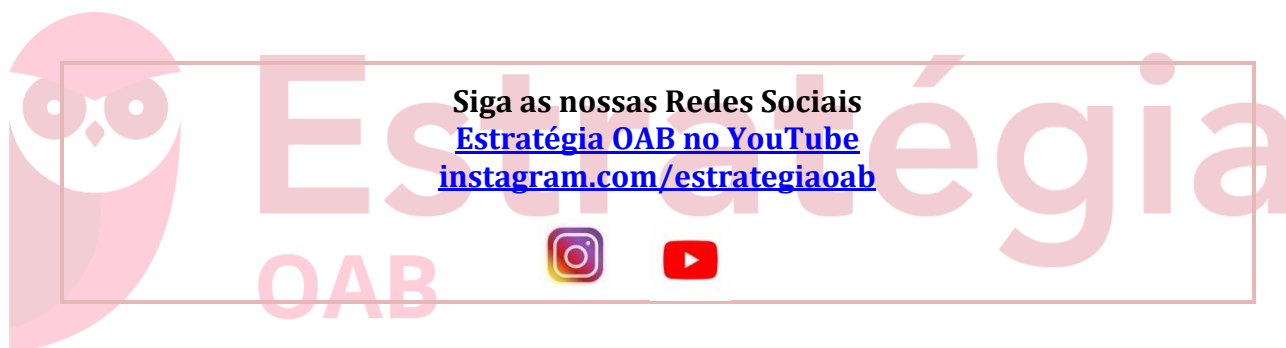 Estratégia
OAB
Siga as nossas Redes Sociais
Estratégia OAB no YouTube
instagram.com/estrategiaoab